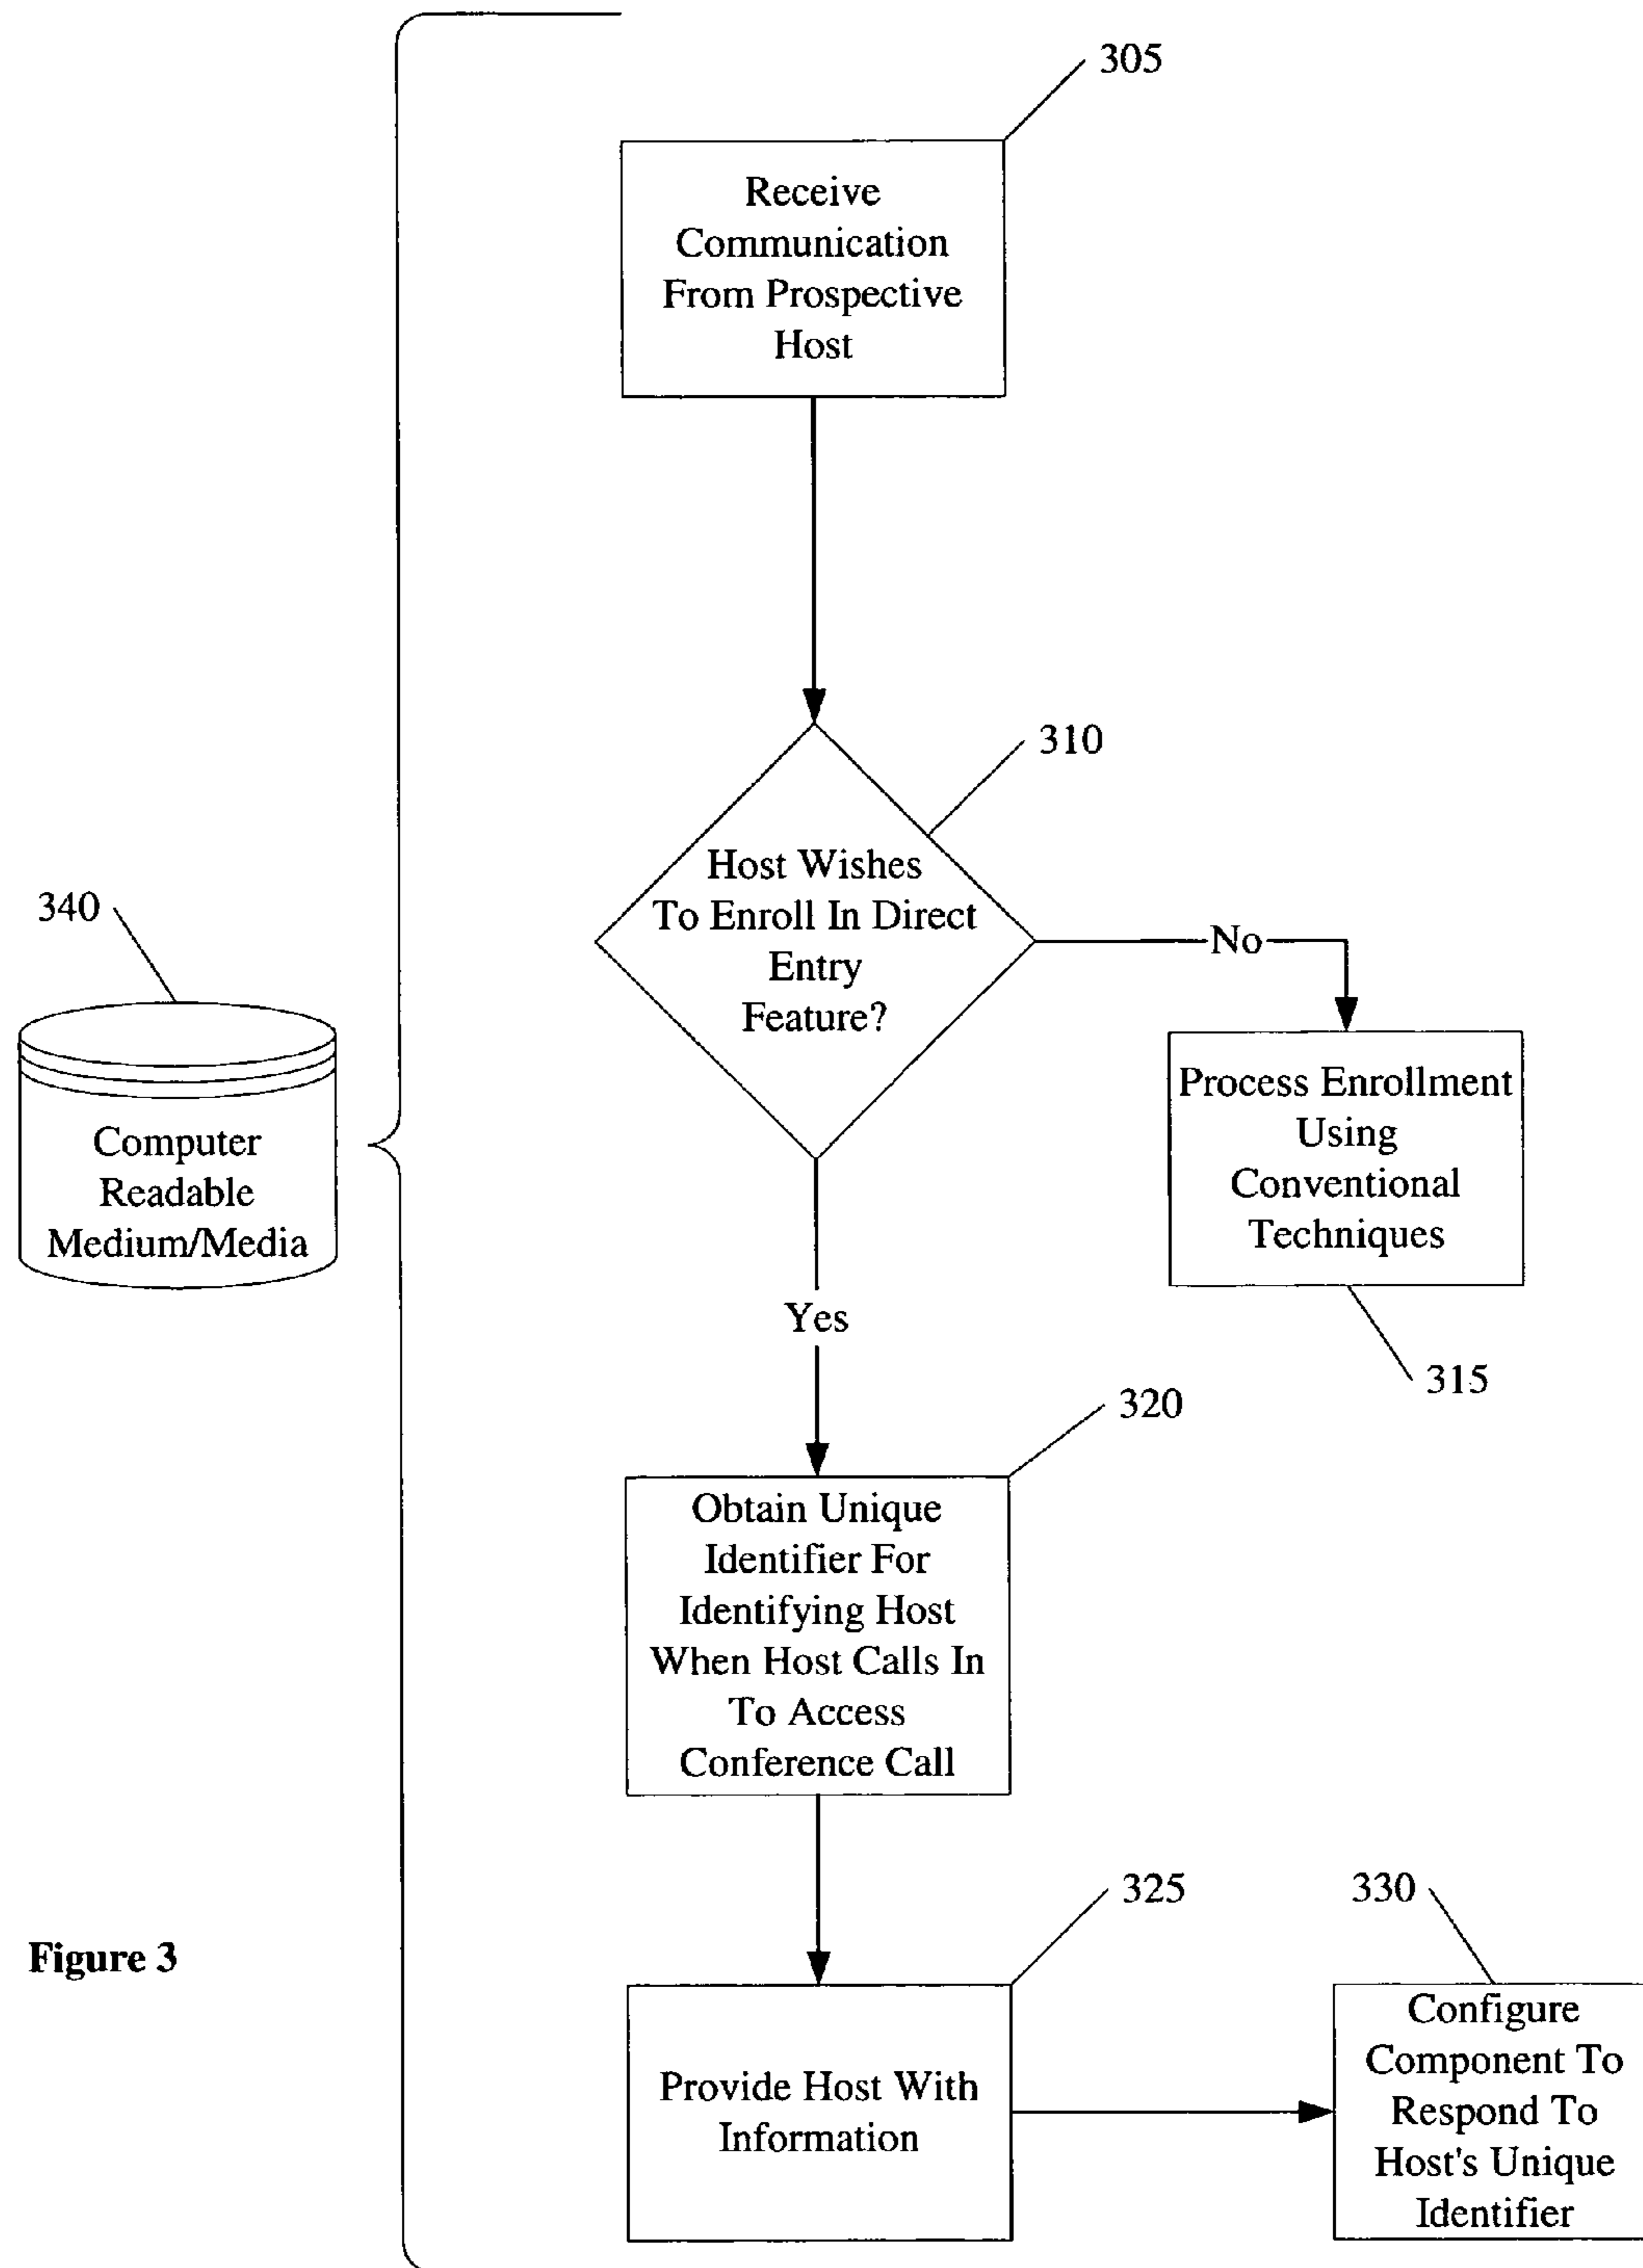 305
Receive
Communication
From Prospective
Host
310
Host Wishes
To Enroll In Direct
Entry
Feature?
No
340
Computer
Readable
Medium/Media
Process Enrollment
Using
Conventional
Techniques
315
Yes
320
Obtain Unique
Identifier For
Identifying Host
When Host Calls In
To Access
Conference Call
325
330
Figure 3
Provide Host With
Information
Configure
Component To
Respond To
Host's Unique
Identifier